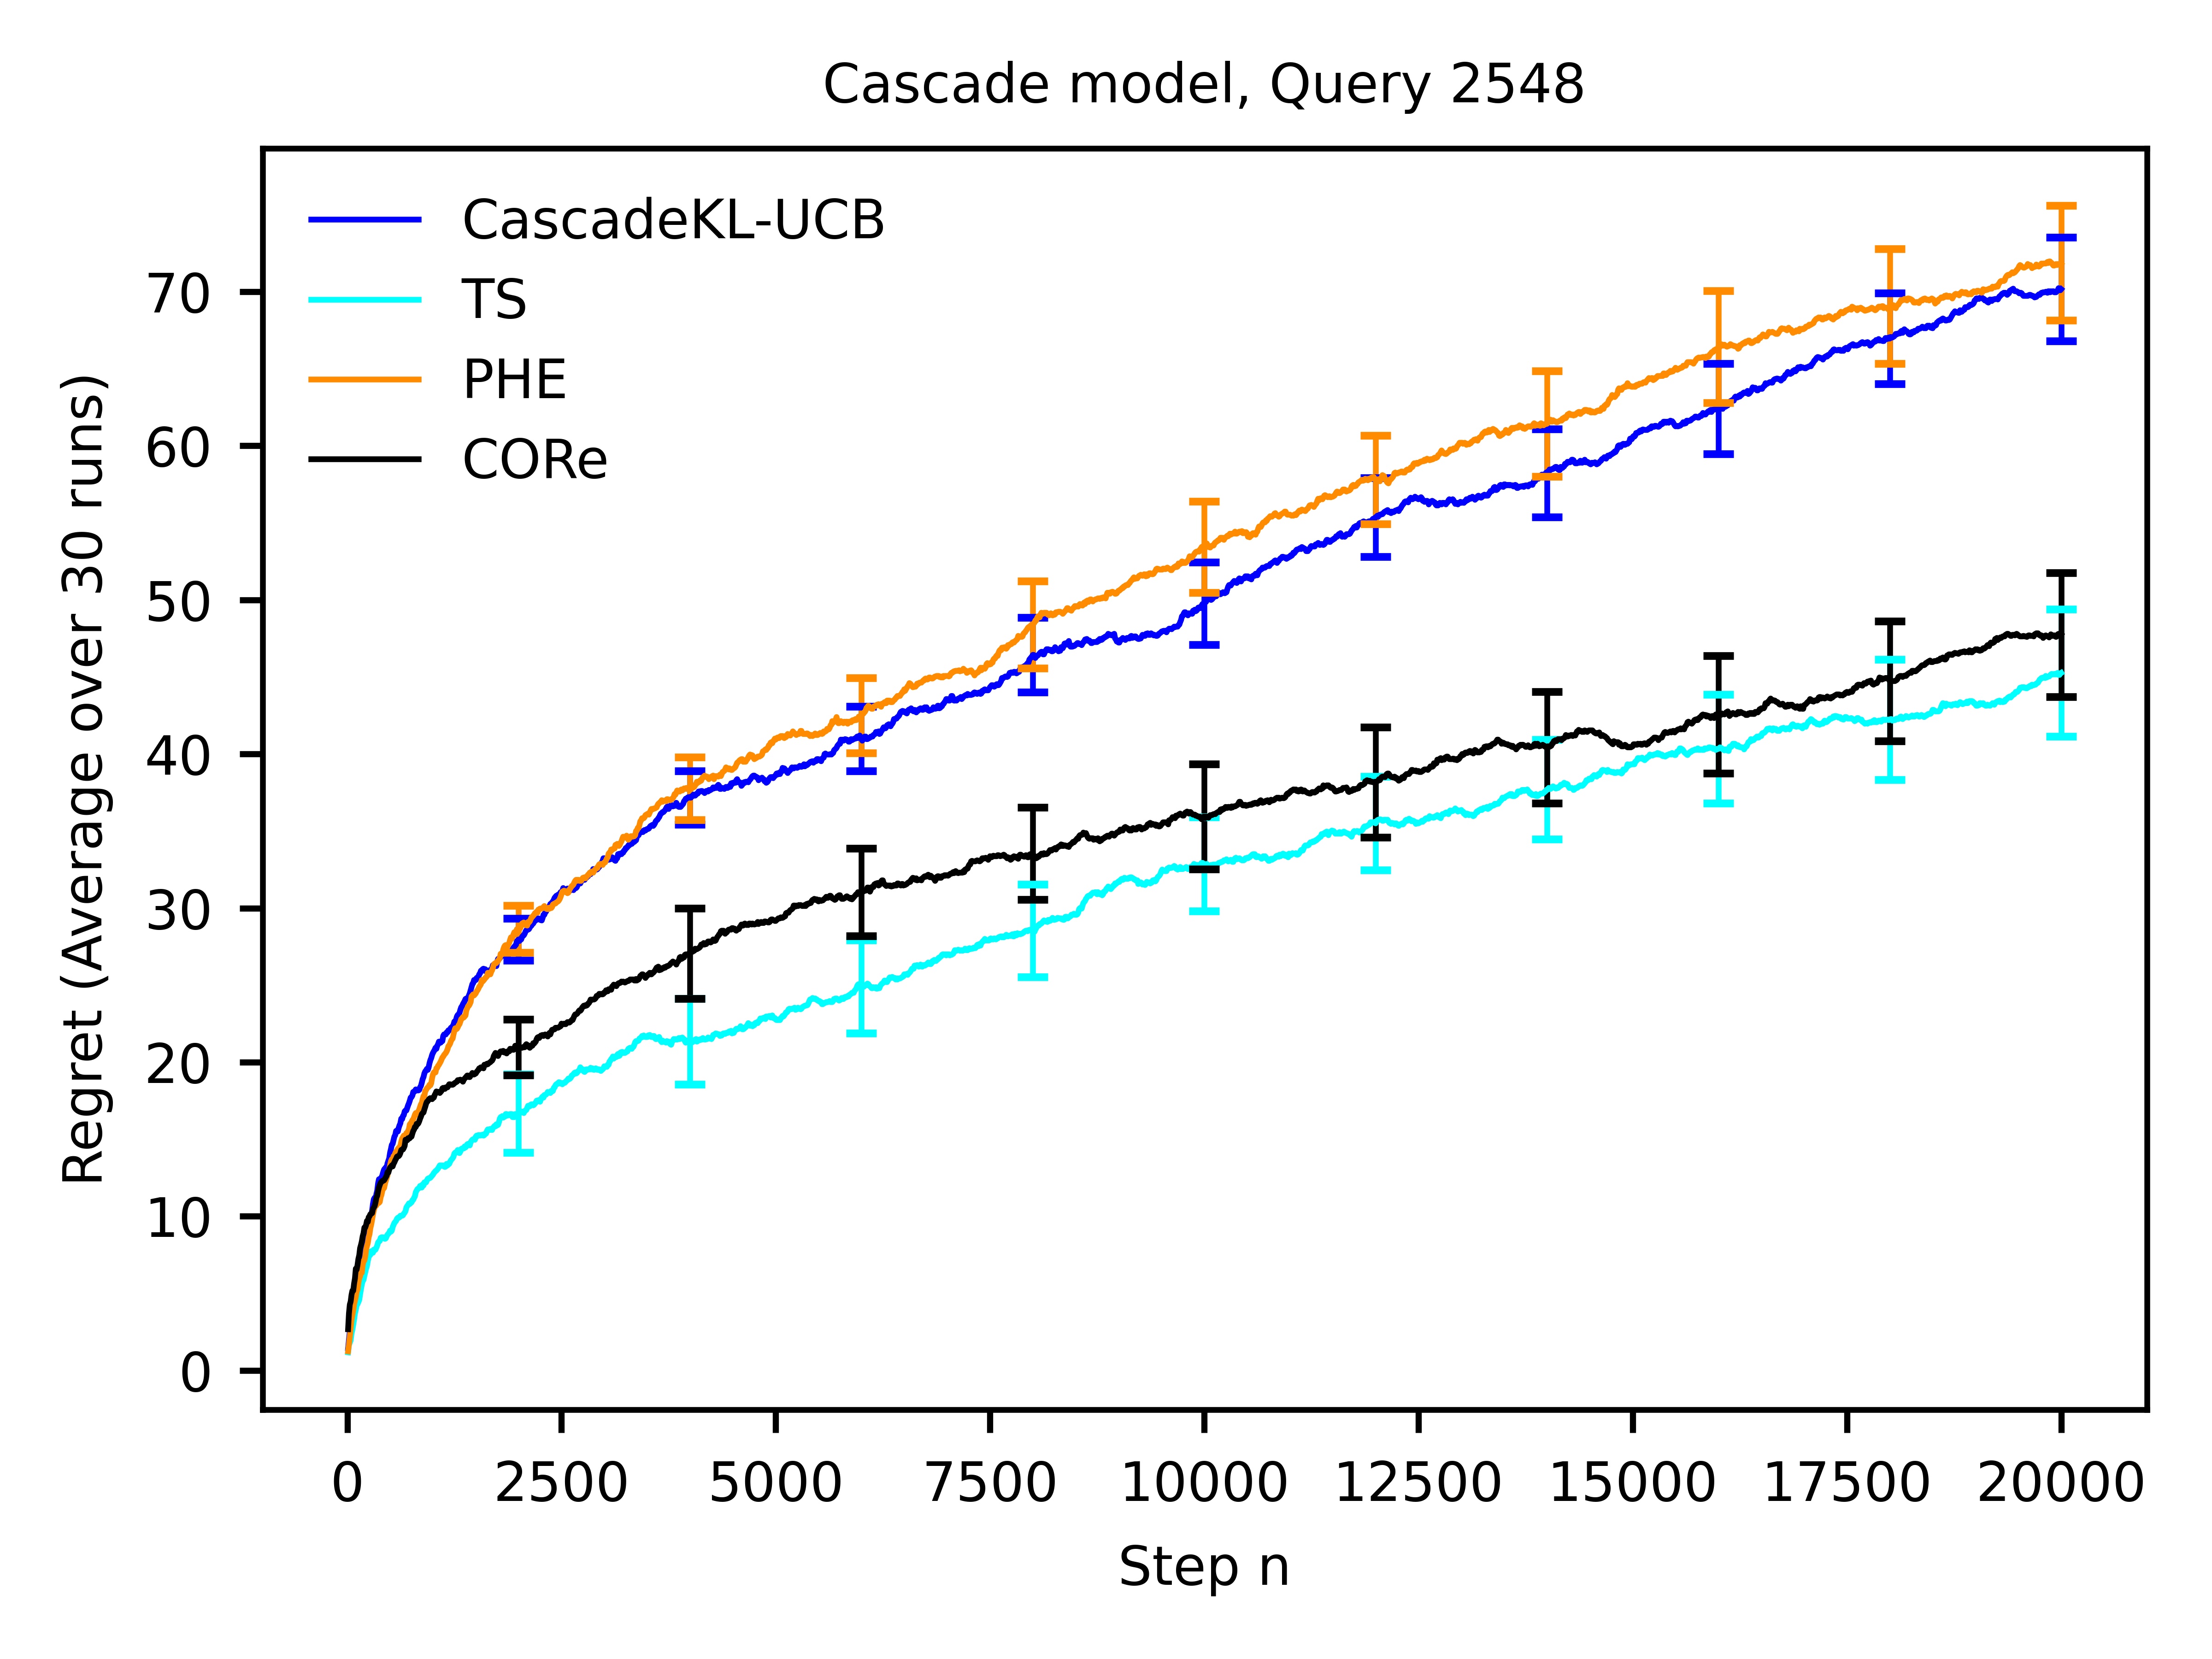 Cascade model, Query 2548
CascadeKL-UCB
TS
PHE
CORe
Regret (Average over 30 runs)
70
60
50
40
30
20
10
0
0 2500 5000 7500 10000 12500 15000 17500 20000
Step n